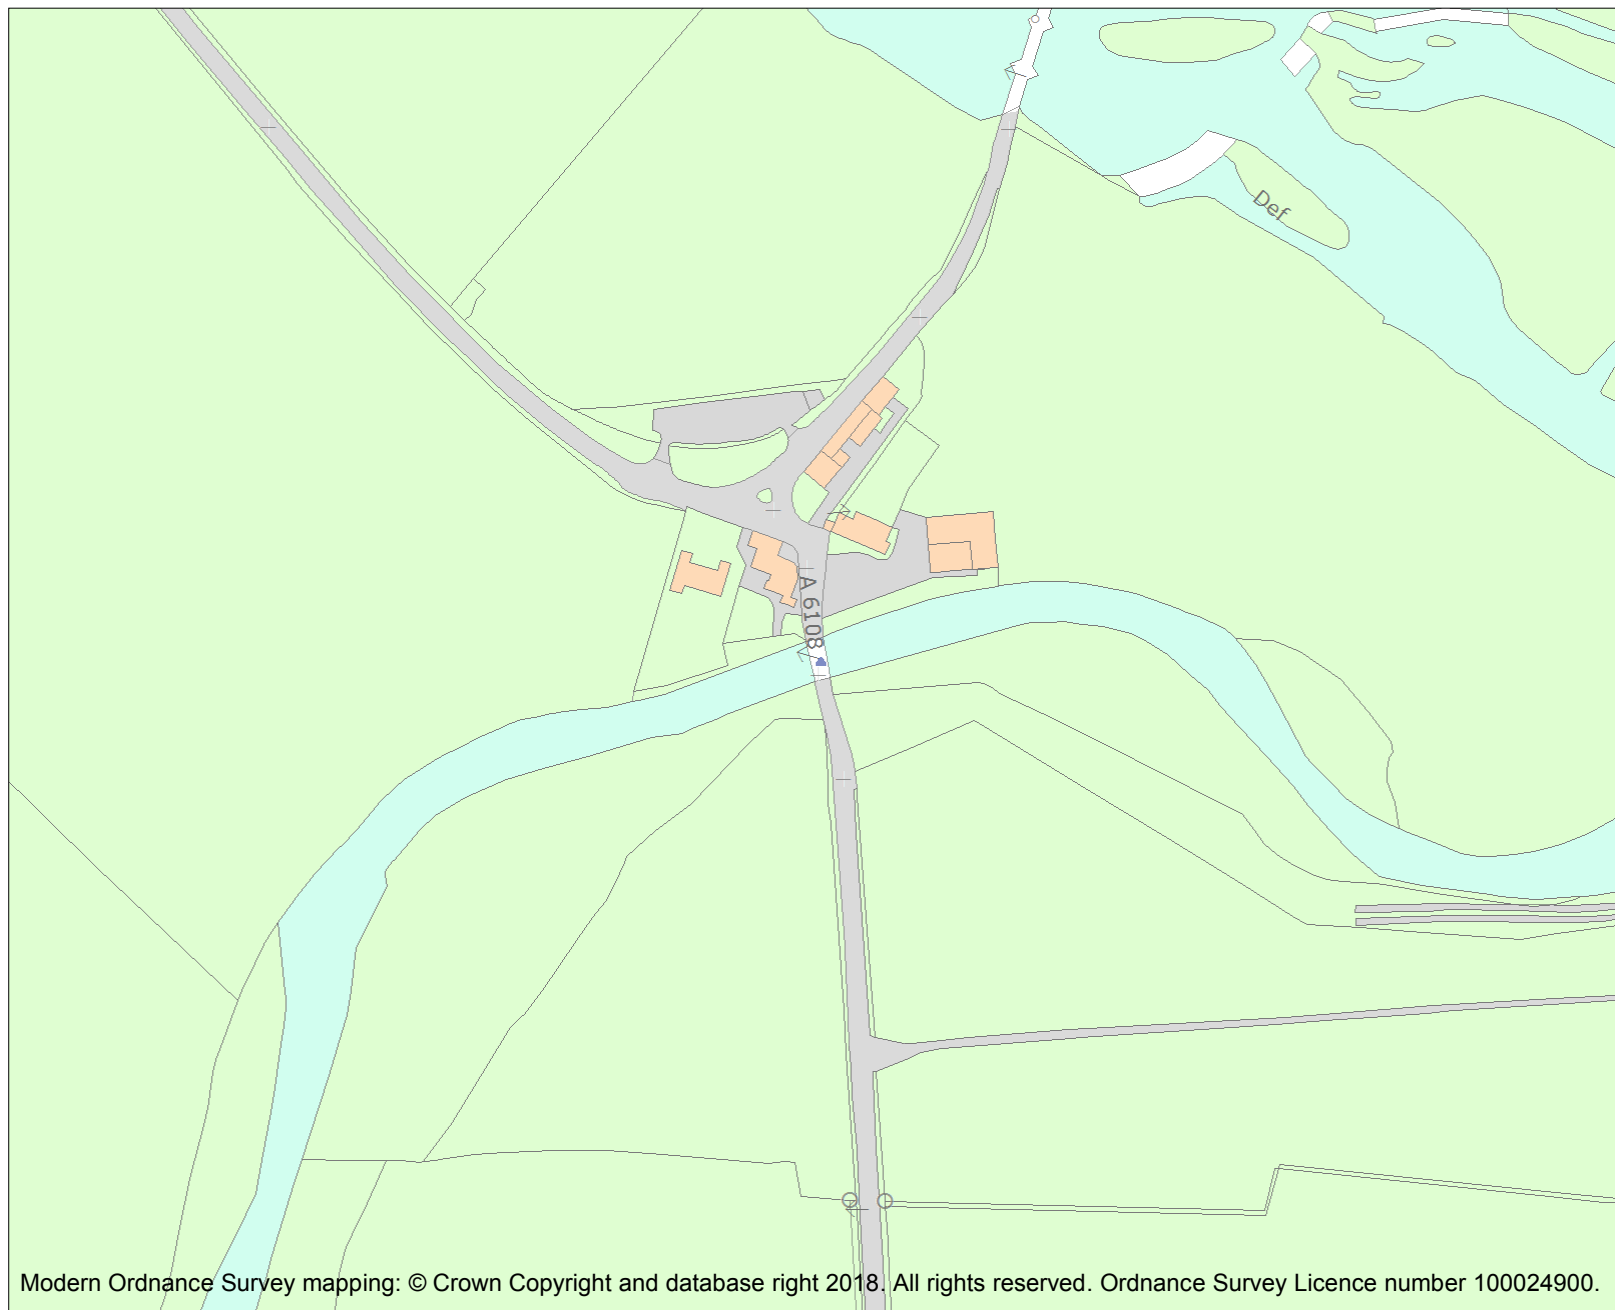 Def
A 6108
Modern Ordnance Survey mapping: © Crown Copyright and database right 2018. All rights reserved. Ordnance Survey Licence number 100024900.